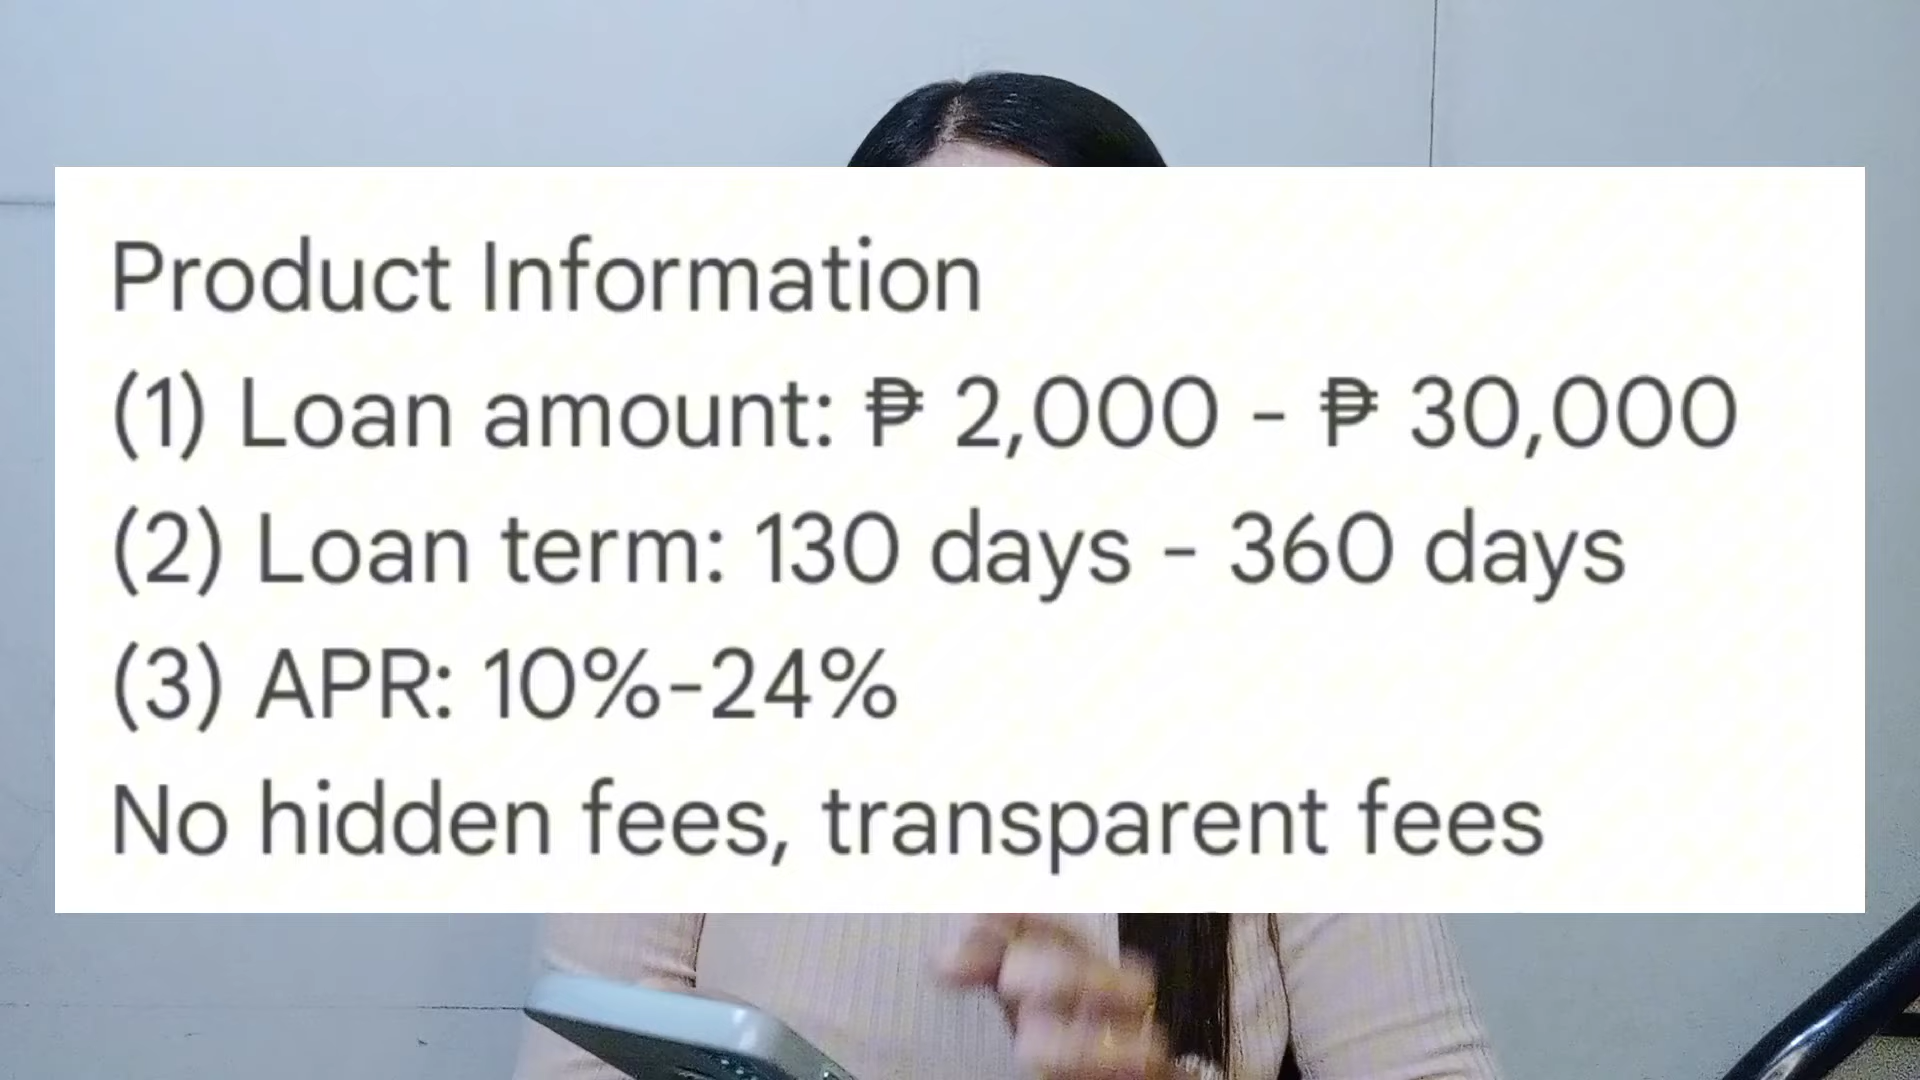 Product Information
(1) Loan amount: ₱ 2,000 - ₱ 30,000
(2) Loan term: 130 days - 360 days
(3) APR: 10%-24%
No hidden fees, transparent fees